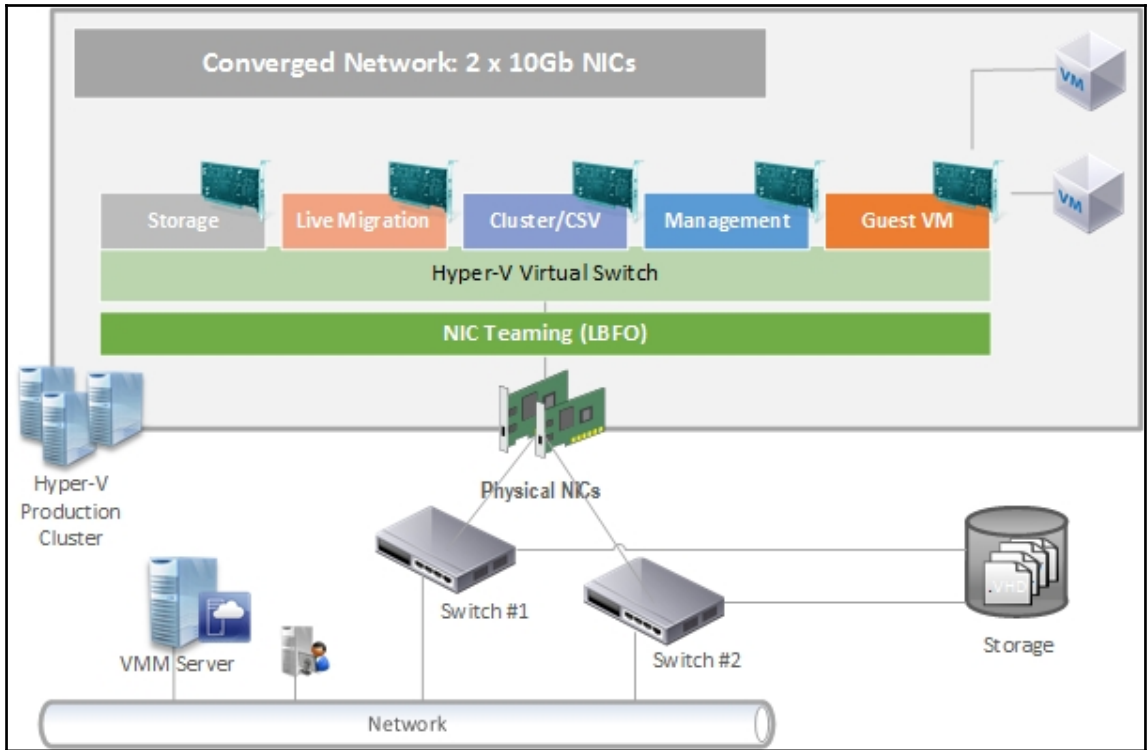 Converged Network: 2 x 10Gb NICs
VM
VM
Storage
Live Migration
Cluster/CSV
Management
Guest VM
Hyper-V Virtual Switch
NIC Teaming (LBFO)
Hyper-V
Production
Cluster
Physical NICs
Switch #1
Switch #2
.VHD
Storage
VMM Server
Network